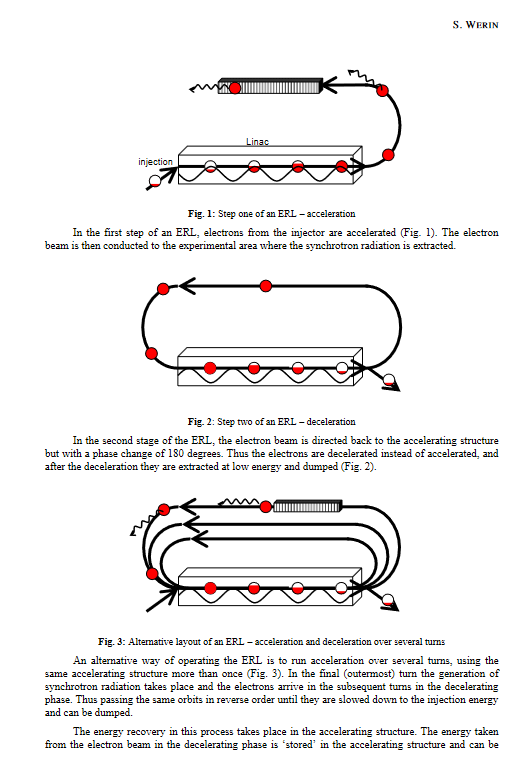 S. WERIN
Linac
injection
Fig. 1: Step one of an ERL – acceleration
In the first step of an ERL, electrons from the injector are accelerated (Fig. 1). The electron
beam is then conducted to the experimental area where the synchrotron radiation is extracted.
Fig. 2: Step two of an ERL – deceleration
In the second stage of the ERL, the electron beam is directed back to the accelerating structure
but with a phase change of 180 degrees. Thus the electrons are decelerated instead of accelerated, and
after the deceleration they are extracted at low energy and dumped (Fig. 2).
Fig. 3: Alternative layout of an ERL – acceleration and deceleration over several turns
An alternative way of operating the ERL is to run acceleration over several turns, using the
same accelerating structure more than once (Fig. 3). In the final (outermost) turn the generation of
synchrotron radiation takes place and the electrons arrive in the subsequent turns in the decelerating
phase. Thus passing the same orbits in reverse order until they are slowed down to the injection energy
and can be dumped.
The energy recovery in this process takes place in the accelerating structure. The energy taken
from the electron beam in the decelerating phase is ‘stored’ in the accelerating structure and can be